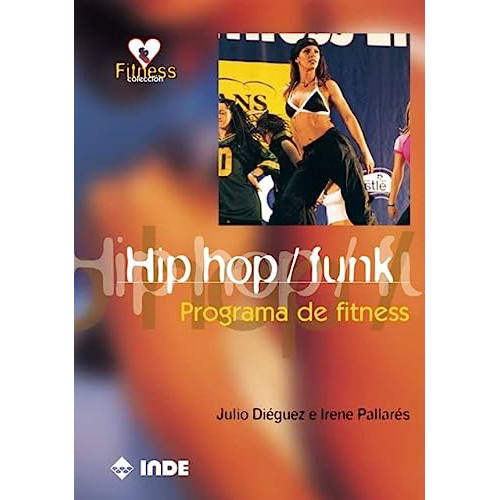 Fitness
colección
Hip hop / funk
Programa de fitness
Julio Diéguez e Irene Pallarés
INDE